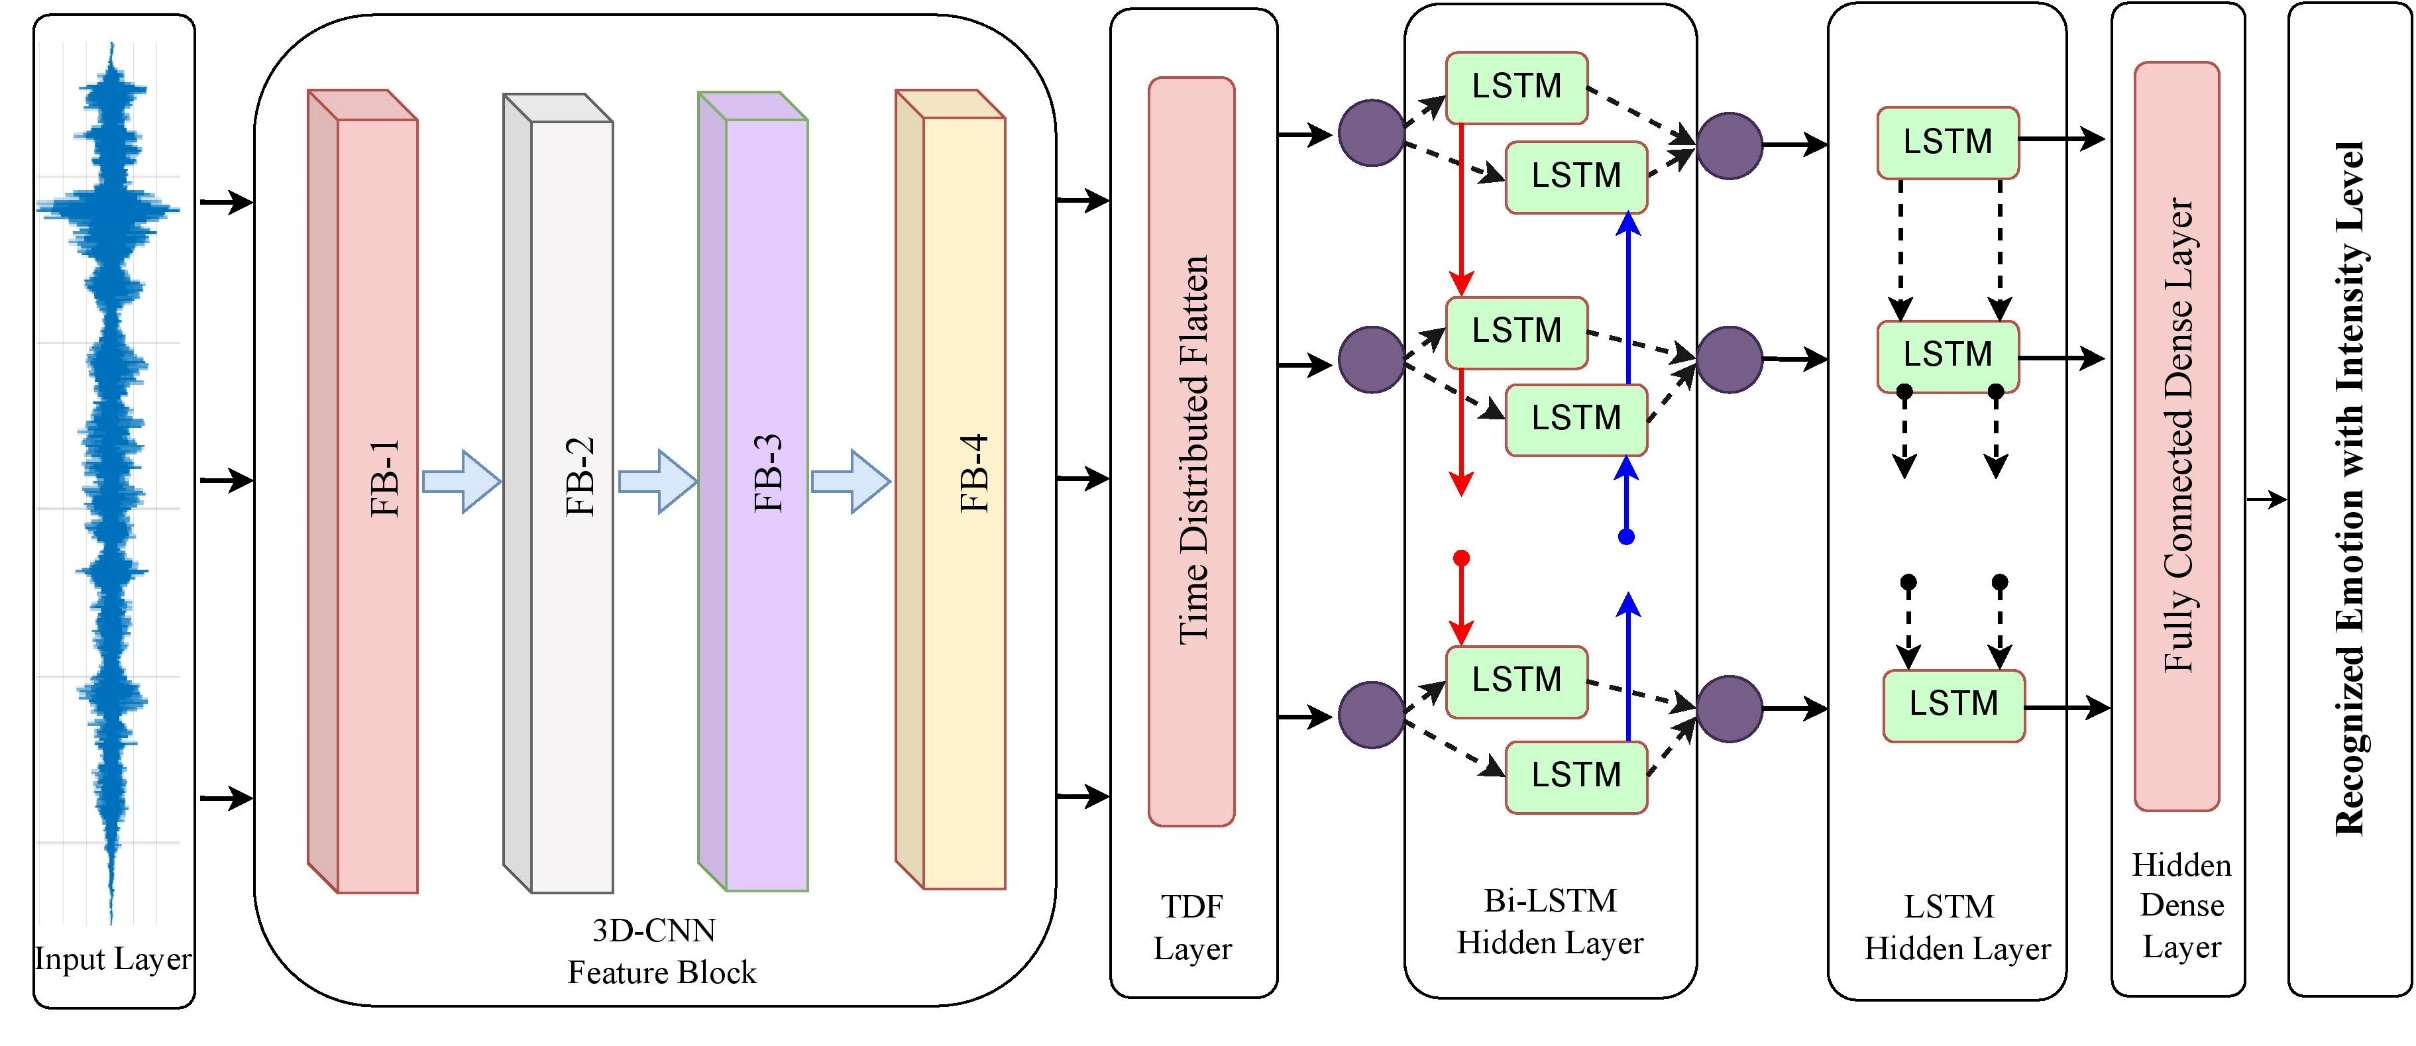 Input Layer
FB-1
FB-2
FB-3
FB-4
3D-CNN
Feature Block
Time Distributed Flatten
TDF
Layer
LSTM
LSTM
LSTM
LSTM
LSTM
LSTM
Bi-LSTM
Hidden Layer
LSTM
LSTM
LSTM
LSTM
Hidden Layer
Fully Connected Dense Layer
Hidden
Dense
Layer
Recognized Emotion with Intensity Level